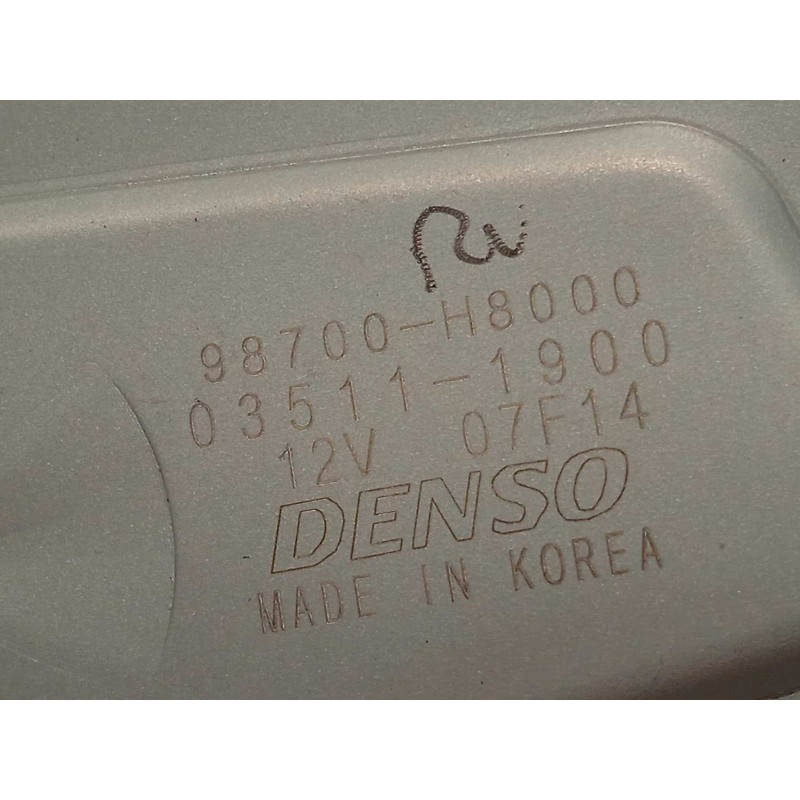 98700-H8000
03511-1900
12V 07F14
DENSO
MADE IN KOREA